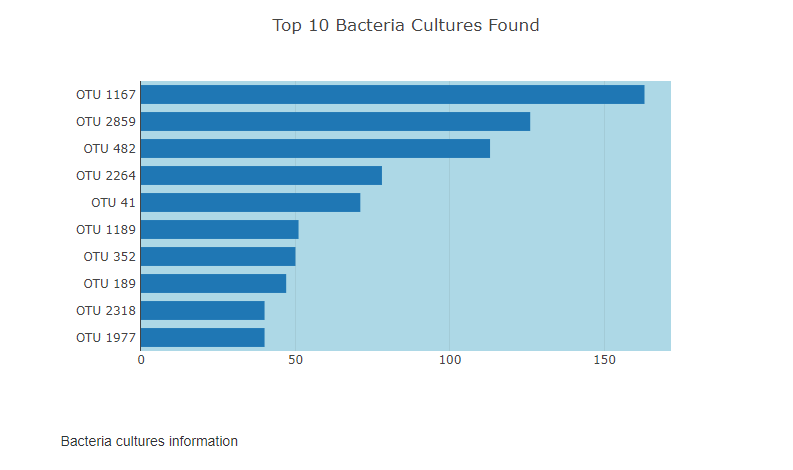 Top 10 Bacteria Cultures Found
OTU 1167
OTU 2859
OTU 482
OTU 2264
OTU 41
OTU 1189
OTU 352
OTU 189
OTU 2318
OTU 1977
0 50 100 150
Bacteria cultures information